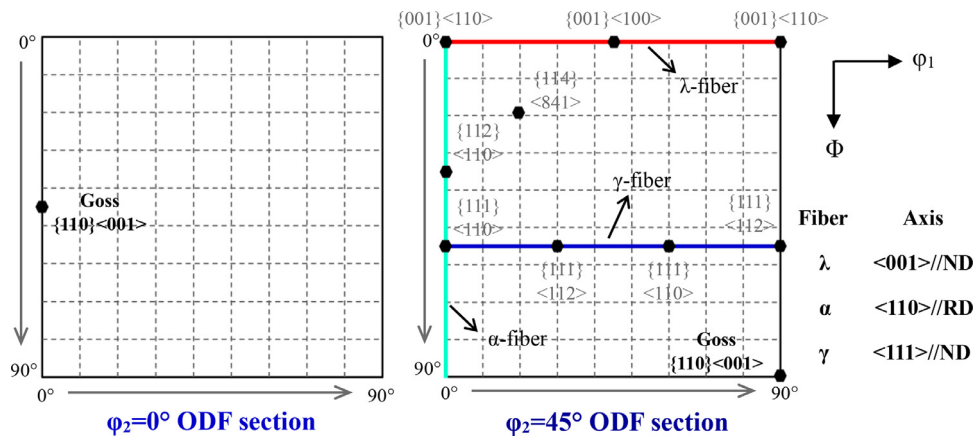 {001}<110>
{001}<100>
{001}<110>
0°
0°
λ-fiber
φ1
Φ
{114}
<841>
{112}
<110>
γ-fiber
Goss
{110}<001>
{111}
<110>
{111}
<112>
{111}
<112>
{111}
<110>
Fiber Axis
λ <001>//ND
α <110>//RD
γ <111>//ND
α-fiber
Goss
{110}<001>
90°
0°
90°
90°
0°
90°
φ2=0° ODF section
φ2=45° ODF section